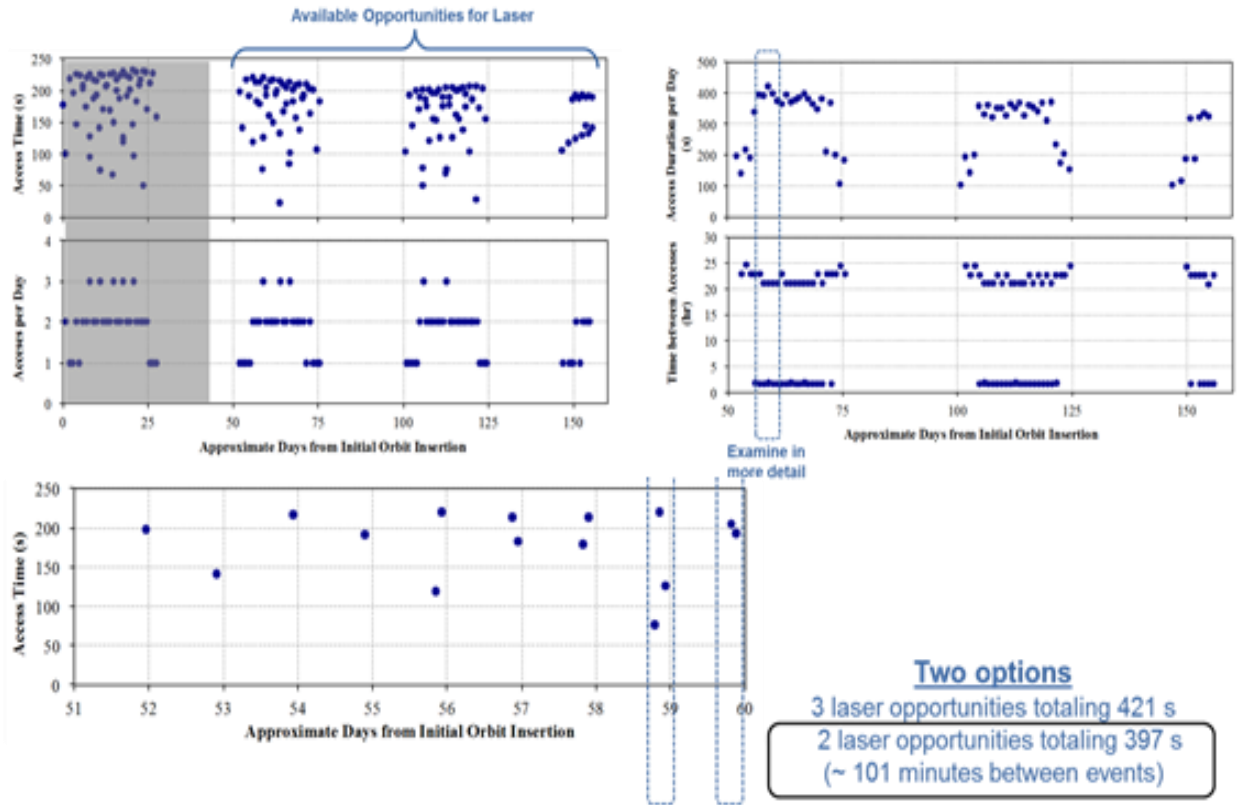 Available Opportunities for Laser
Access Time (s)
250
200
150
100
50
0
Accesses per Day
4
3
2
1
0
0 25 50 75 100 125 150
Approximate Days from Initial Orbit Insertion
Access Duration per Day
(s)
500
400
300
200
100
0
Time between Accesses
(hr)
30
25
20
15
10
5
0
50 75 100 125 150
Approximate Days from Initial Orbit Insertion
Examine in
more detail
Access Time (s)
250
200
150
100
50
0
51 52 53 54 55 56 57 58 59 60
Approximate Days from Initial Orbit Insertion
Two options
3 laser opportunities totaling 421 s
2 laser opportunities totaling 397 s
(~ 101 minutes between events)